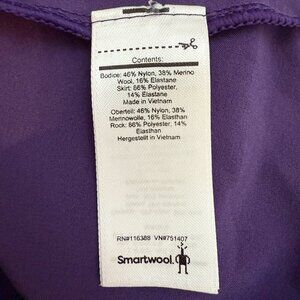 Contents:
Bodice: 46% Nylon, 38% Merino
Wool, 16% Elastane
Skirt: 86% Polyester,
14% Elastane
Made in Vietnam
Oberteil: 46% Nylon, 38%
Merinowolle, 16% Elasthan
Rock: 86% Polyester, 14%
Elasthan
Hergestellt in Vietnam
RN#116388 VN#751407
Smartwool